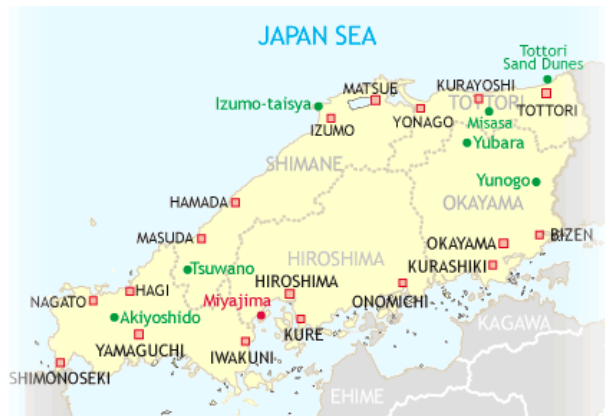 JAPAN SEA
Tottori
Sand Dunes
MATSUE
KURAYOSHI
Izumo-taisya
TOTTORI
TOTTORI
IZUMO
YONAGO
Misasa
Yubara
SHIMANE
Yunogo
HAMADA
OKAYAMA
MASUDA
OKAYAMA
BIZEN
HIROSHIMA
KURASHIKI
Tsuwano
HIROSHIMA
HAGI
NAGATO
Miyajima
ONOMICHI
Akiyoshido
KURE
KAGAWA
YAMAGUCHI
IWAKUNI
SHIMONOSEKI
EHIME